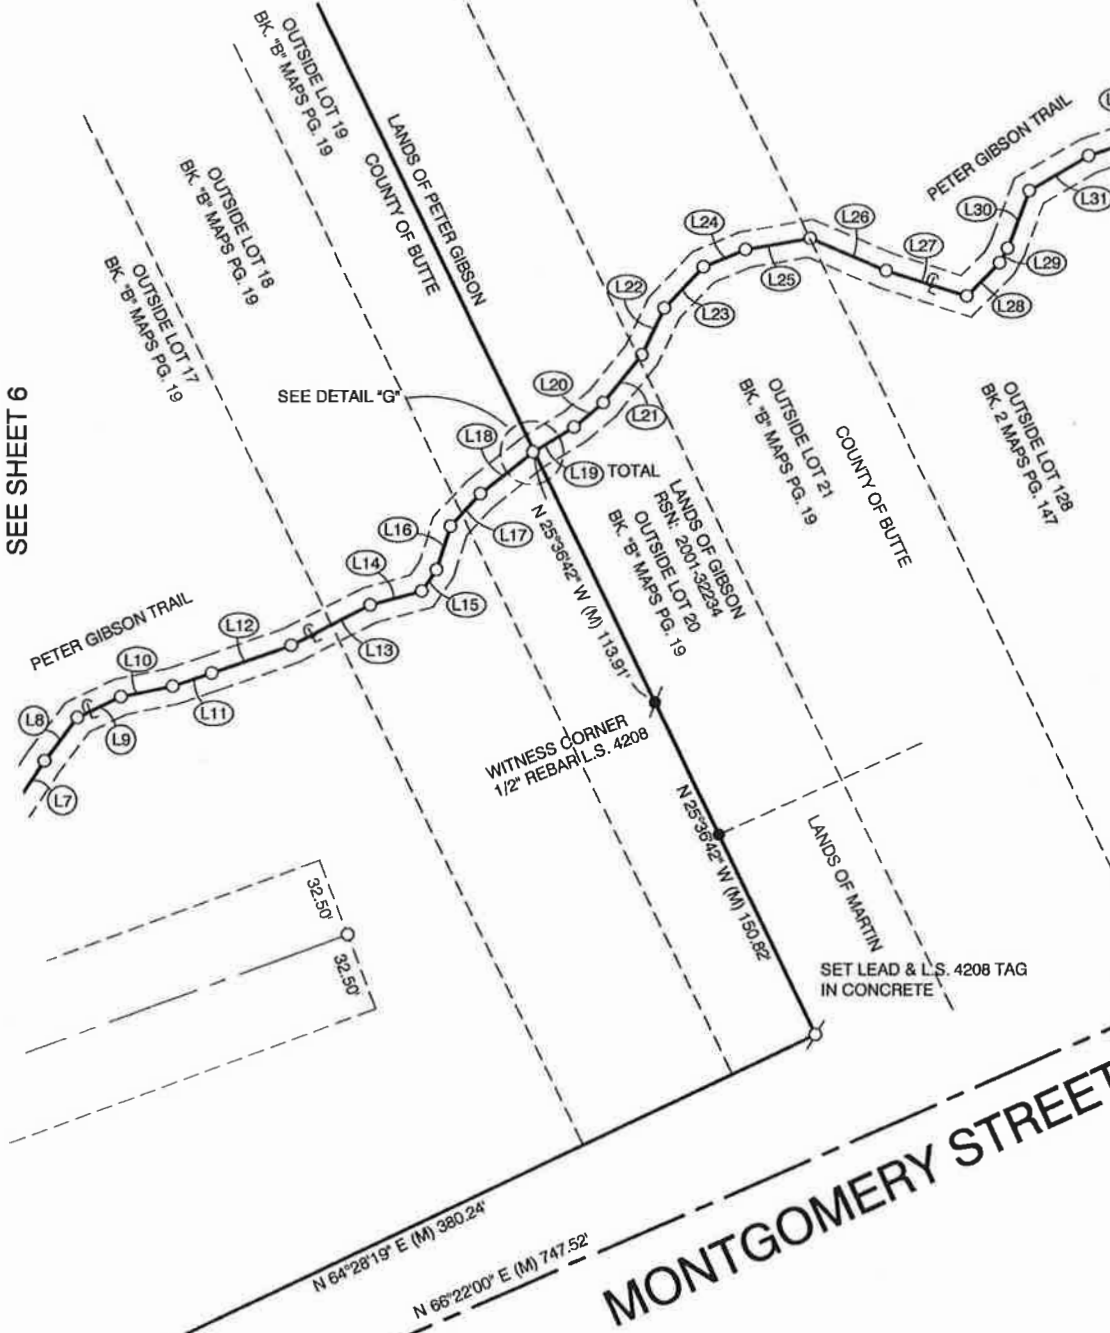 OUTSIDE LOT 19
BK. "B" MAPS PG. 19
LANDS OF PETER GIBSON
COUNTY OF BUTTE
OUTSIDE LOT 18
BK. "B" MAPS PG. 19
OUTSIDE LOT 17
BK. "B" MAPS PG. 19
SEE SHEET 6
SEE DETAIL "G"
PETER GIBSON TRAIL
L31
L30
L29
L28
L27
L26
L25
L24
L23
L22
L21
L20
L19 TOTAL
L18
L17
L16
L15
L14
L13
L12
L11
L10
L9
L8
L7
PETER GIBSON TRAIL
OUTSIDE LOT 21
BK. "B" MAPS PG. 19
COUNTY OF BUTTE
OUTSIDE LOT 128
BK. 2 MAPS PG. 147
LANDS OF GIBSON
RSN: 2001-32234
OUTSIDE LOT 20
BK. "B" MAPS PG. 19
N 25°36'42" W (M) 113.91'
WITNESS CORNER
1/2" REBAR L.S. 4208
N 25°36'42" W (M) 150.82'
LANDS OF MARTIN
SET LEAD & L.S. 4208 TAG
IN CONCRETE
32.50'
32.50'
N 64°28'19" E (M) 380.24'
N 66°22'00" E (M) 747.52'
MONTGOMERY STREET